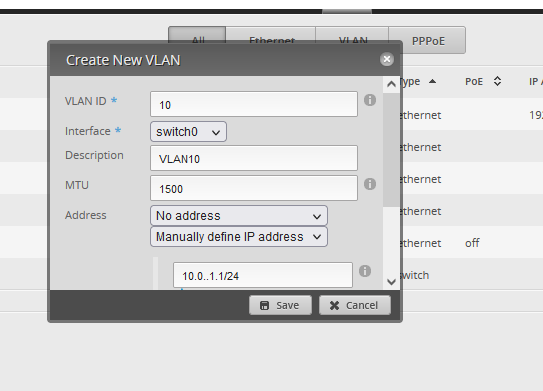 All Ethernet VLAN PPPoE
Create New VLAN
Type PoE IP A
VLAN ID * 10
Interface * switch0
Description VLAN10
MTU 1500
Address No address
Manually define IP address
10.0..1.1/24
Save Cancel
ethernet 192
ethernet
ethernet
ethernet
ethernet off
switch